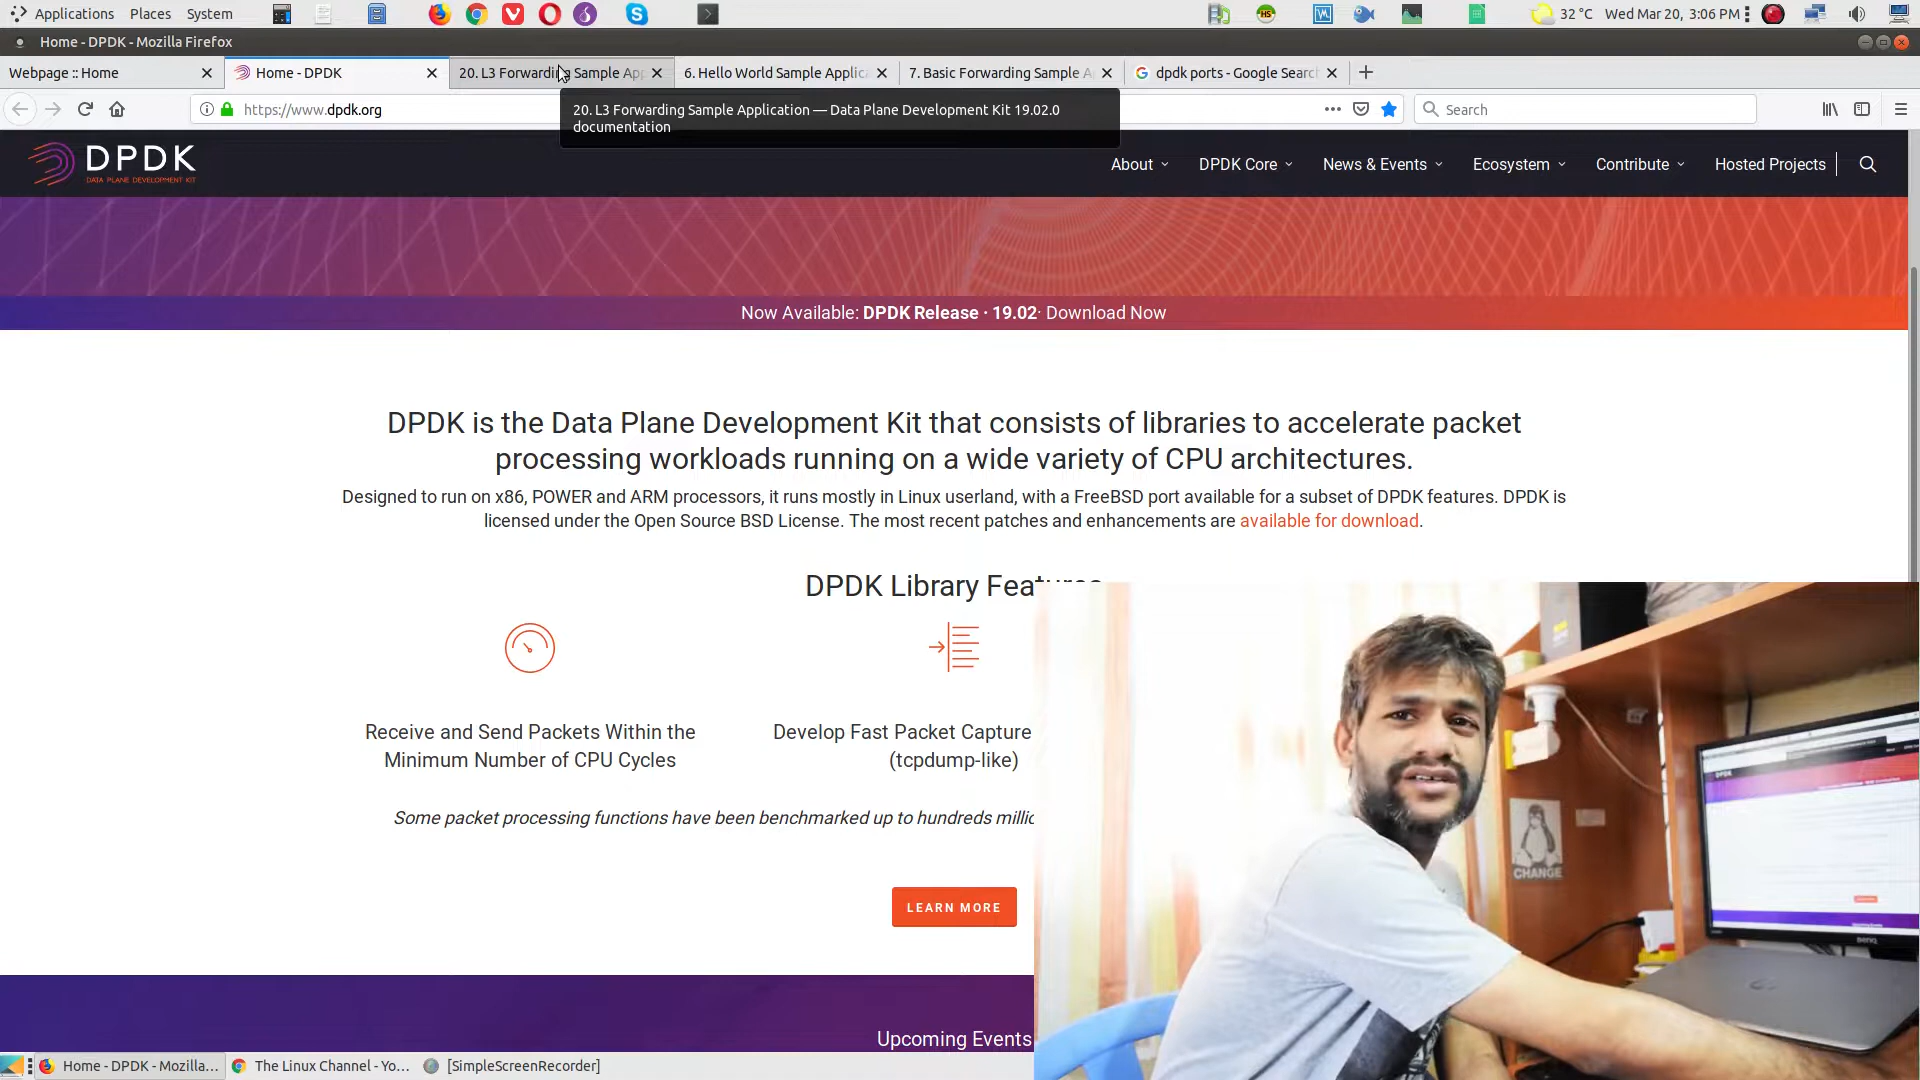 Applications Places System
32 °C Wed Mar 20, 3:06 PM
Home - DPDK - Mozilla Firefox
Webpage :: Home
Home - DPDK
20. L3 Forwarding Sample Ap
6. Hello World Sample Applica
7. Basic Forwarding Sample A
dpdk ports - Google Search
https://www.dpdk.org
Search
20. L3 Forwarding Sample Application — Data Plane Development Kit 19.02.0
documentation
DPDK
DATA PLANE DEVELOPMENT KIT
About DPDK Core News & Events Ecosystem Contribute Hosted Projects
Now Available: DPDK Release · 19.02· Download Now
DPDK is the Data Plane Development Kit that consists of libraries to accelerate packet
processing workloads running on a wide variety of CPU architectures.
Designed to run on x86, POWER and ARM processors, it runs mostly in Linux userland, with a FreeBSD port available for a subset of DPDK features. DPDK is
licensed under the Open Source BSD License. The most recent patches and enhancements are available for download.
DPDK Library Features
Receive and Send Packets Within the
Minimum Number of CPU Cycles
Develop Fast Packet Capture
(tcpdump-like)
Some packet processing functions have been benchmarked up to hundreds millio
LEARN MORE
Upcoming Events
CHANGE
DPDK
BenQ
Home - DPDK - Mozilla...
The Linux Channel - Yo...
[SimpleScreenRecorder]